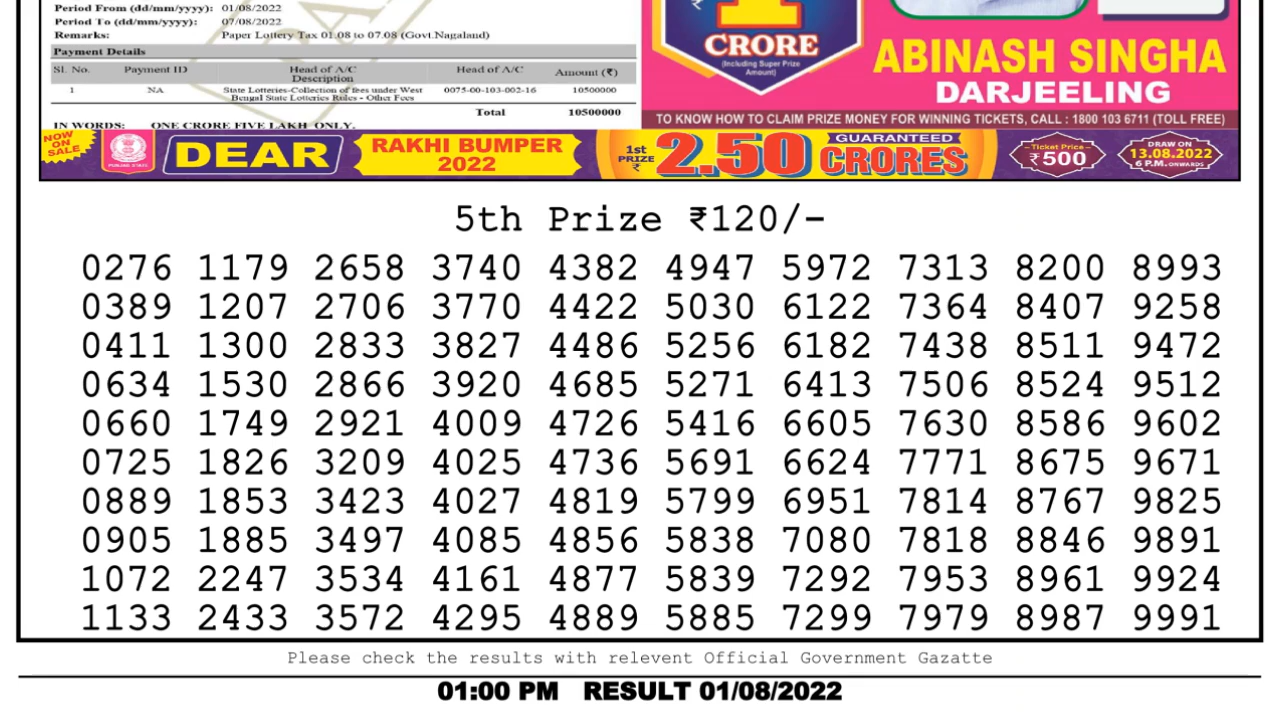 Period From (dd/mm/yyyy): 01/08/2022
Period To (dd/mm/yyyy): 07/08/2022
Remarks: Paper Lottery Tax 01.08 to 07.08 (Govt.Nagaland)
Payment Details
Sl. No. Payment ID Head of A/C Description Head of A/C Amount (₹)
1 NA State Lotteries-Collection of fees under West 0075-00-103-002-16 10500000
Bengal State Lotteries Rules - Other Fees
Total 10500000
IN WORDS: ONE CRORE FIVE LAKH ONLY.
₹ 1
CRORE
(Including Super Prize
Amount)
ABINASH SINGHA
DARJEELING
TO KNOW HOW TO CLAIM PRIZE MONEY FOR WINNING TICKETS, CALL : 1800 103 6711 (TOLL FREE)
NOW ON SALE
PUNJAB STATE
DEAR
RAKHI BUMPER
2022
1st PRIZE ₹
2.50
GUARANTEED
CRORES
Ticket Price
₹500
DRAW ON
13.08.2022
6 P.M. ONWARDS
5th Prize ₹120/-
0276 1179 2658 3740 4382 4947 5972 7313 8200 8993
0389 1207 2706 3770 4422 5030 6122 7364 8407 9258
0411 1300 2833 3827 4486 5256 6182 7438 8511 9472
0634 1530 2866 3920 4685 5271 6413 7506 8524 9512
0660 1749 2921 4009 4726 5416 6605 7630 8586 9602
0725 1826 3209 4025 4736 5691 6624 7771 8675 9671
0889 1853 3423 4027 4819 5799 6951 7814 8767 9825
0905 1885 3497 4085 4856 5838 7080 7818 8846 9891
1072 2247 3534 4161 4877 5839 7292 7953 8961 9924
1133 2433 3572 4295 4889 5885 7299 7979 8987 9991
Please check the results with relevent Official Government Gazatte
01:00 PM RESULT 01/08/2022